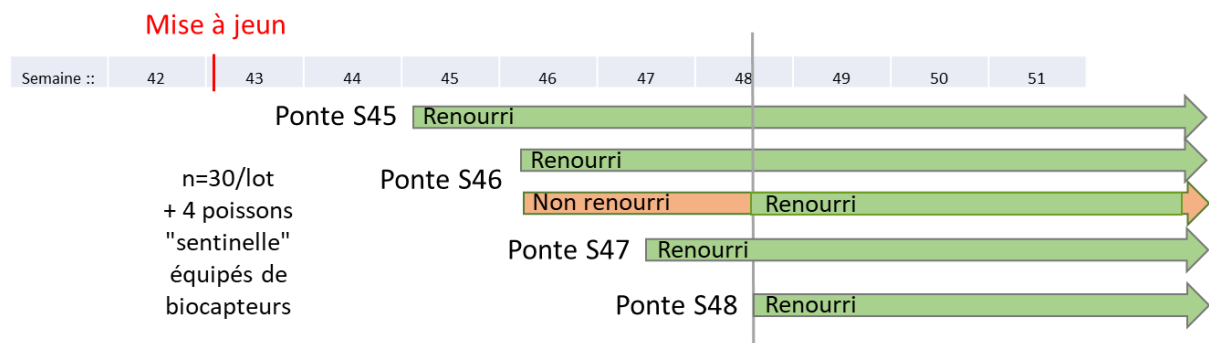 Mise à jeun
Semaine :: 42 43 44 45 46 47 48 49 50 51
Ponte S45 Renourri
Renourri
Ponte S46
Non renourri Renourri
Ponte S47 Renourri
Ponte S48 Renourri
n=30/lot
+ 4 poissons
"sentinelle"
équipés de
biocapteurs